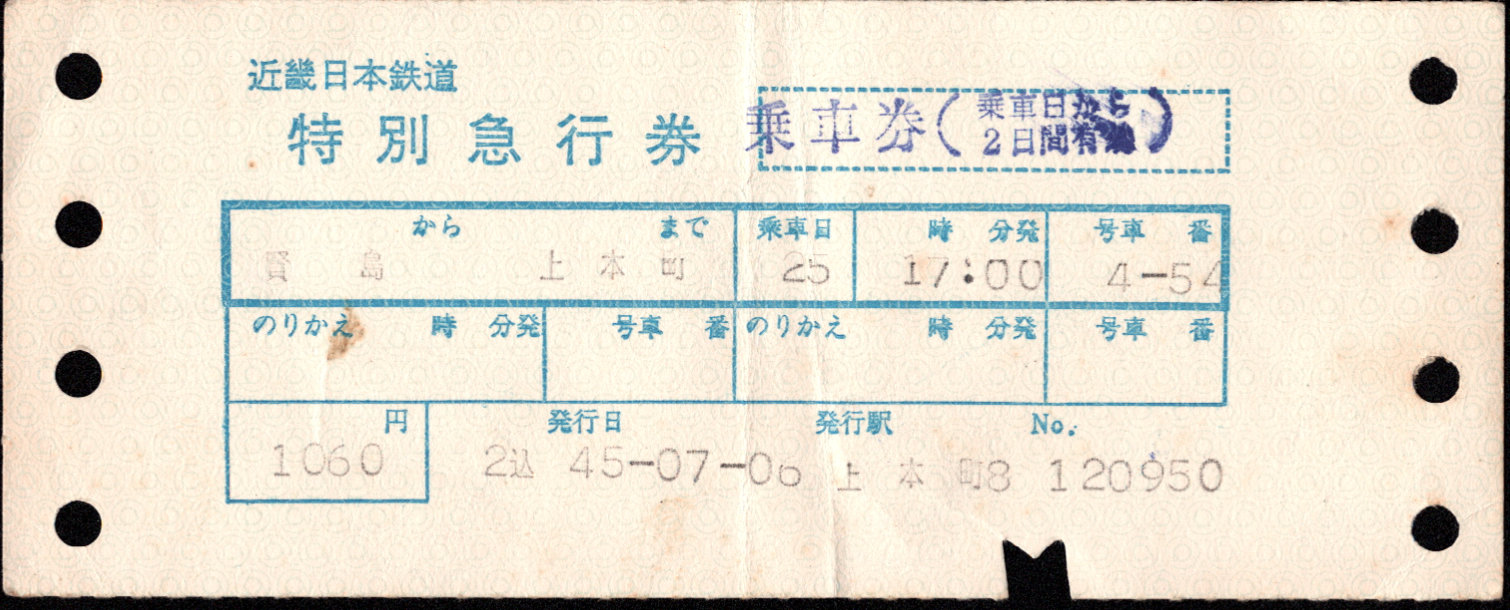 近畿日本鉄道
特別急行券 乗車券(乗車日から2日間有効)
から まで 乗車日 時 分発 号車 番
賢島 上本町 25 17:00 4-54
のりかえ 時 分発 号車 番 のりかえ 時 分発 号車 番
円 発行日 発行駅 No.
1060 2込 45-07-06 上本町8 120950